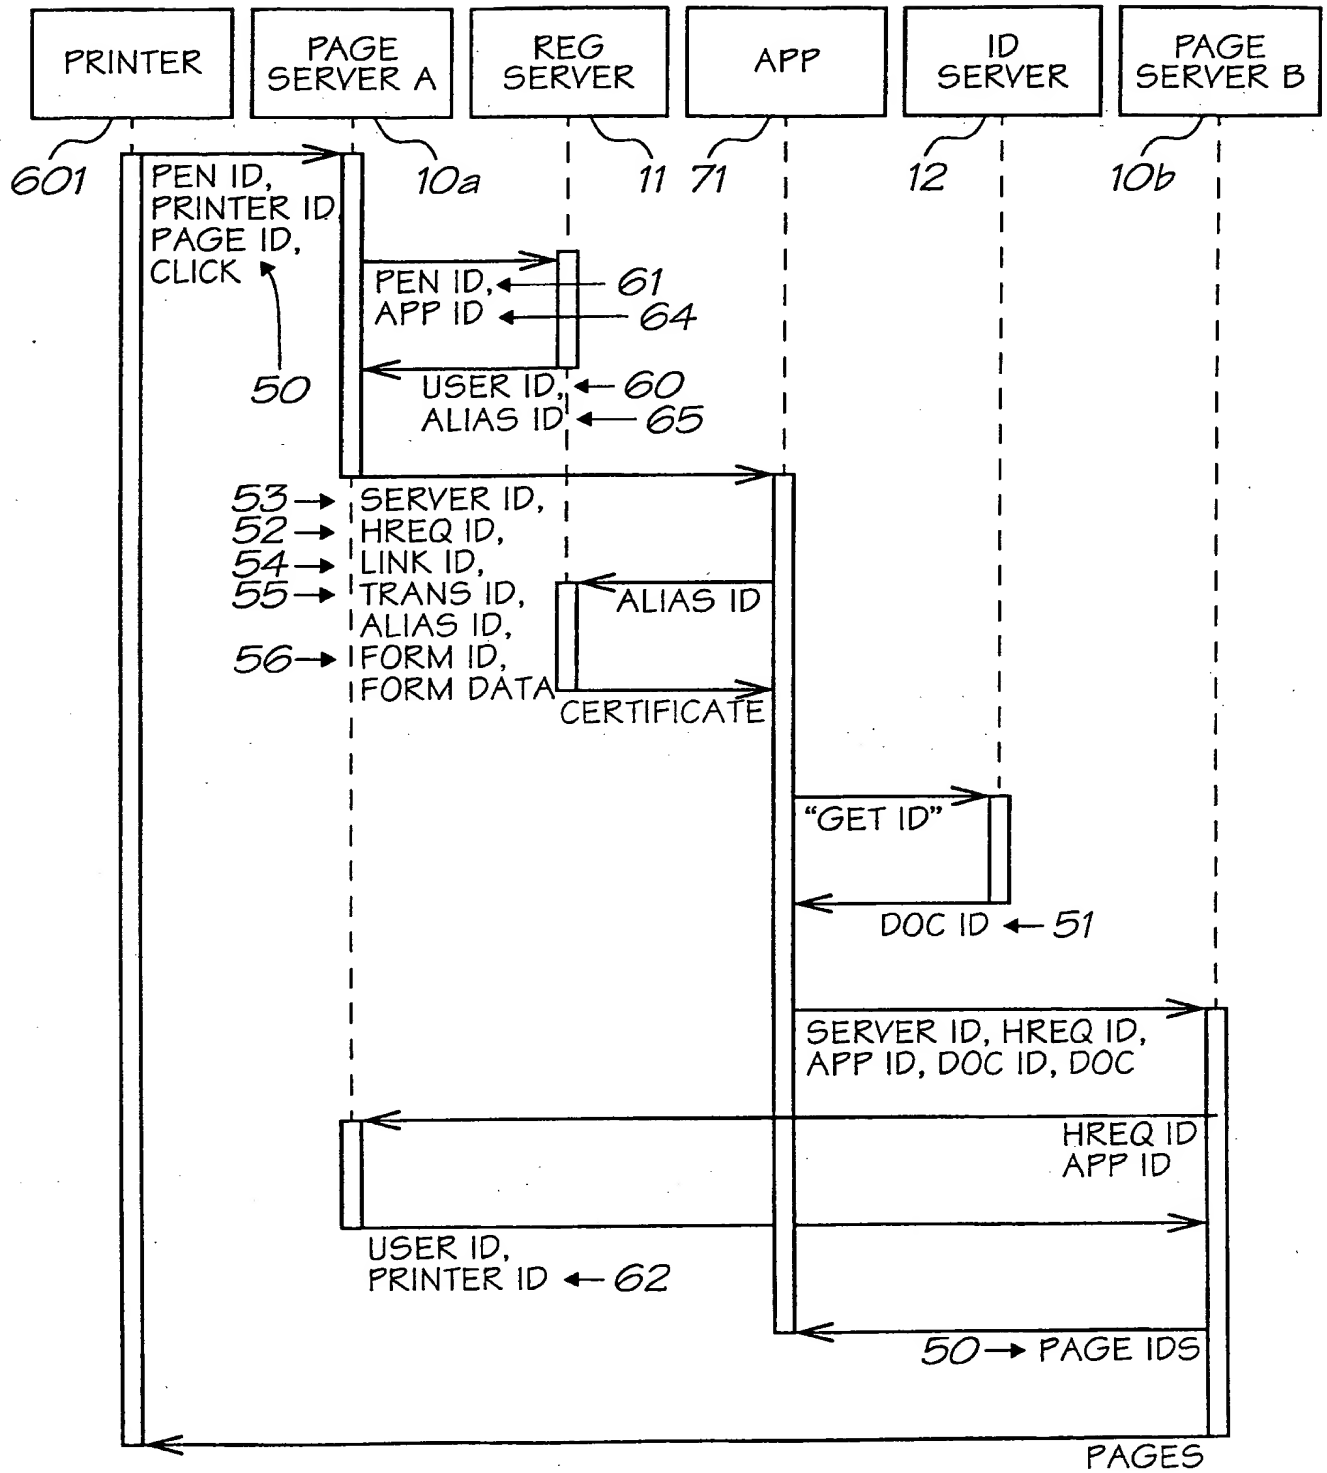 PRINTER
PAGE
SERVER A
REG
SERVER
APP
ID
SERVER
PAGE
SERVER B
601
10a
11
71
12
10b
PEN ID,
PRINTER ID
PAGE ID,
CLICK
50
PEN ID,
61
APP ID
64
USER ID,
60
ALIAS ID
65
53
SERVER ID,
52
HREQ ID,
54
LINK ID,
55
TRANS ID,
ALIAS ID,
56
FORM ID,
FORM DATA
ALIAS ID
CERTIFICATE
“GET ID”
DOC ID
51
SERVER ID, HREQ ID,
APP ID, DOC ID, DOC
HREQ ID
APP ID
USER ID,
PRINTER ID
62
50
PAGE IDS
PAGES